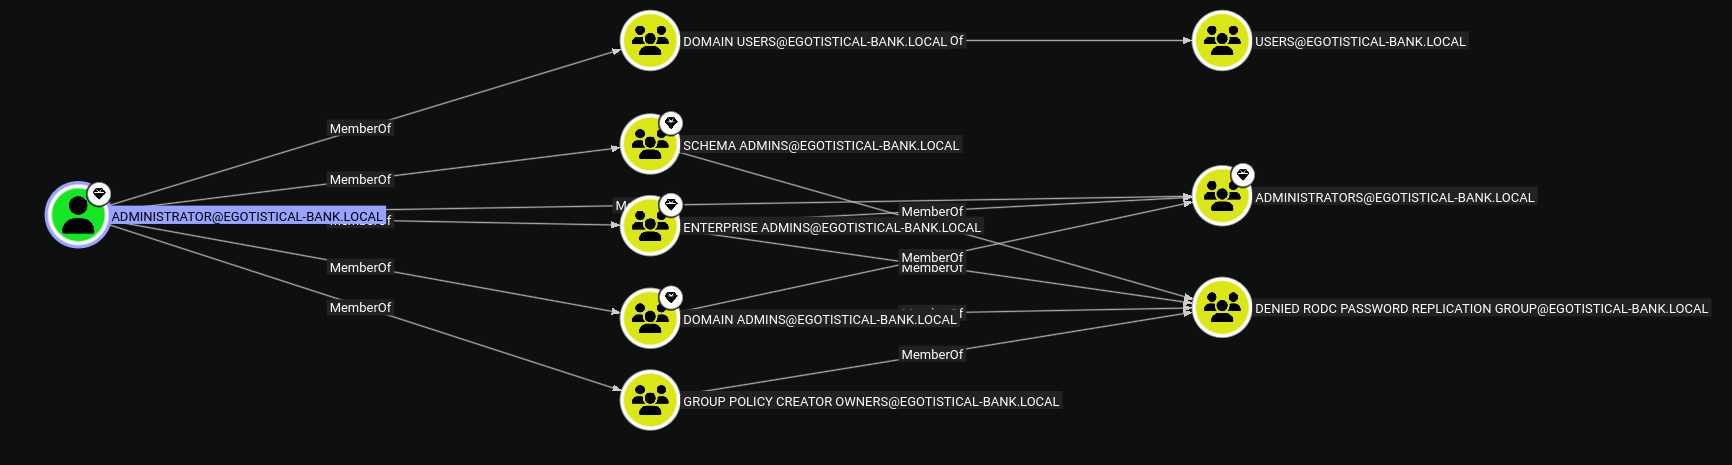 DOMAIN USERS@EGOTISTICAL-BANK.LOCAL Of
USERS@EGOTISTICAL-BANK.LOCAL
MemberOf
SCHEMA ADMINS@EGOTISTICAL-BANK.LOCAL
MemberOf
ADMINISTRATORS@EGOTISTICAL-BANK.LOCAL
M
MemberOf
ADMINISTRATOR@EGOTISTICAL-BANK.LOCAL
MemberOf
ENTERPRISE ADMINS@EGOTISTICAL-BANK.LOCAL
MemberOf
MemberOf
MemberOf
DENIED RODC PASSWORD REPLICATION GROUP@EGOTISTICAL-BANK.LOCAL
MemberOf
f
DOMAIN ADMINS@EGOTISTICAL-BANK.LOCAL
MemberOf
GROUP POLICY CREATOR OWNERS@EGOTISTICAL-BANK.LOCAL